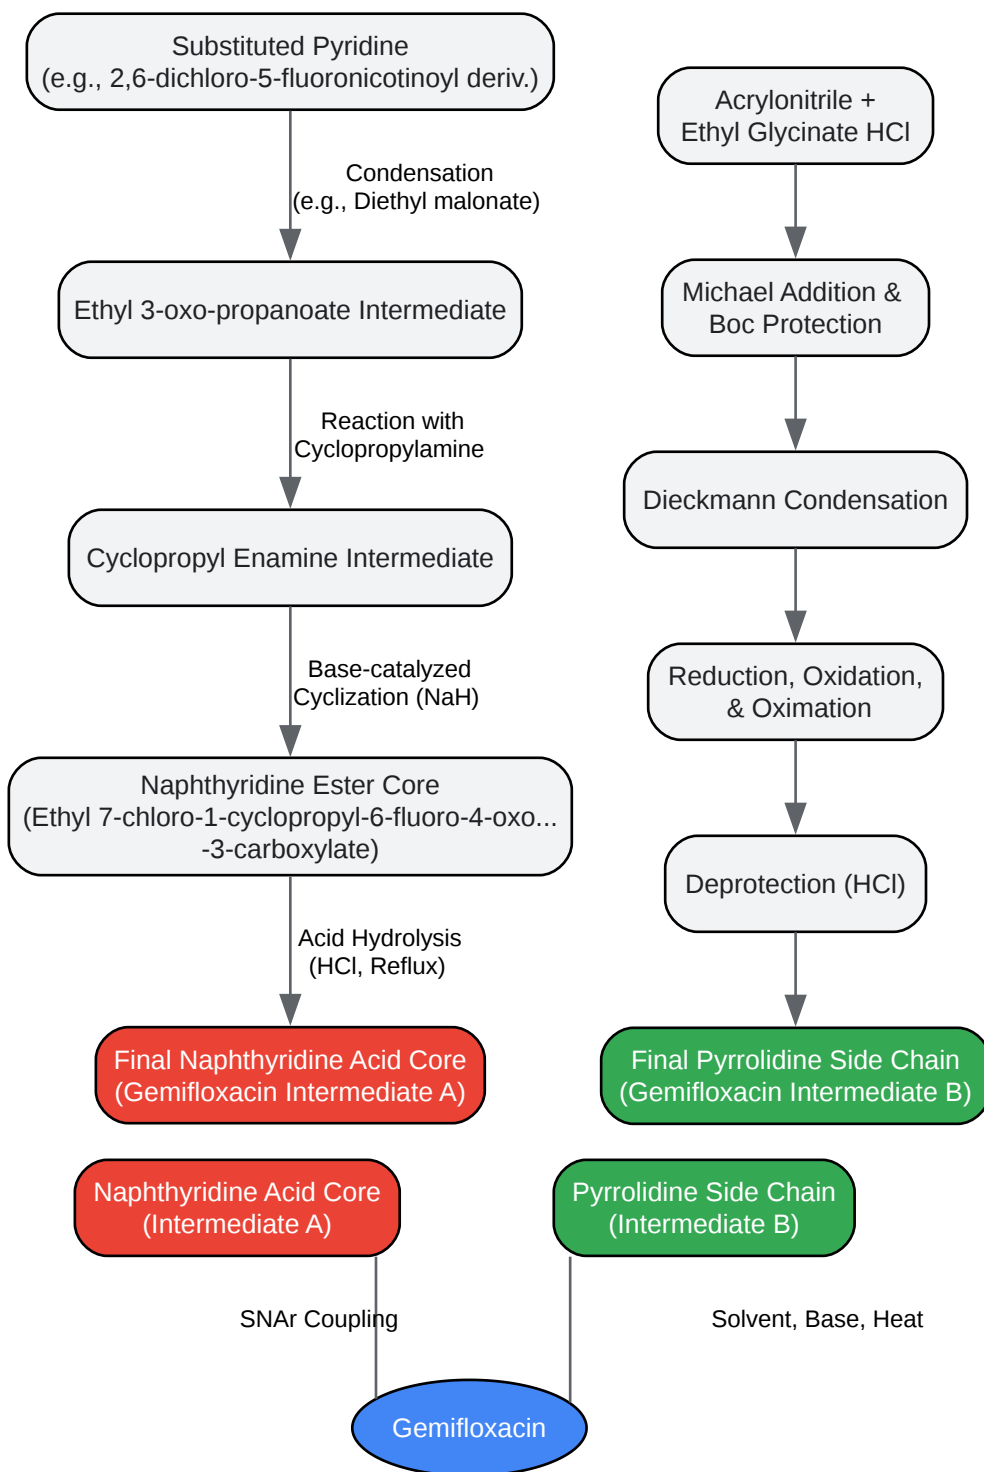 Substituted Pyridine
(e.g., 2,6-dichloro-5-fluoronicotinoyl deriv.)
Condensation
(e.g., Diethyl malonate)
Ethyl 3-oxo-propanoate Intermediate
Reaction with
Cyclopropylamine
Cyclopropyl Enamine Intermediate
Base-catalyzed
Cyclization (NaH)
Naphthyridine Ester Core
(Ethyl 7-chloro-1-cyclopropyl-6-fluoro-4-oxo...
-3-carboxylate)
Acid Hydrolysis
(HCl, Reflux)
Final Naphthyridine Acid Core
(Gemifloxacin Intermediate A)
Acrylonitrile +
Ethyl Glycinate HCl
Michael Addition &
Boc Protection
Dieckmann Condensation
Reduction, Oxidation,
& Oximation
Deprotection (HCl)
Final Pyrrolidine Side Chain
(Gemifloxacin Intermediate B)
Naphthyridine Acid Core
(Intermediate A)
Pyrrolidine Side Chain
(Intermediate B)
SNAr Coupling
Solvent, Base, Heat
Gemifloxacin